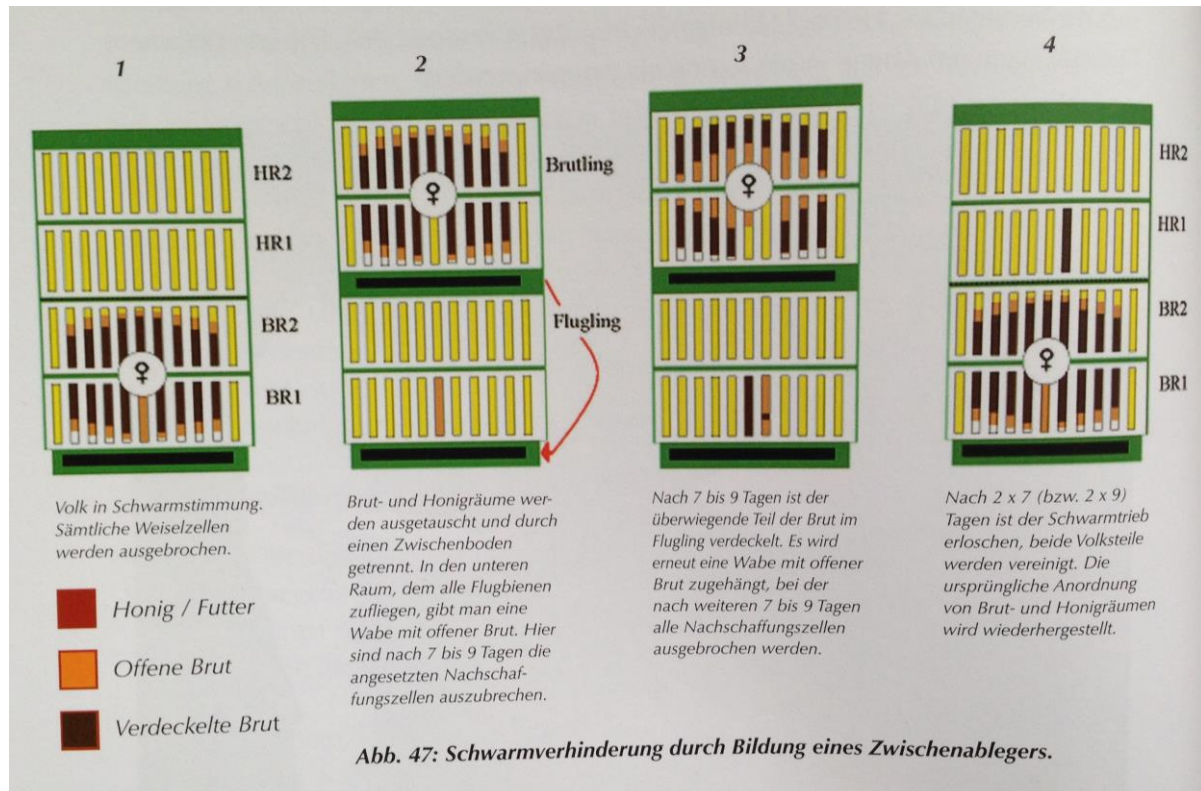 1
2
3
4
HR2
HR1
BR2
BR1
Brutling
Flugling
HR2
HR1
BR2
BR1
Volk in Schwarmstimmung.
Sämtliche Weiselzellen
werden ausgebrochen.
Honig / Futter
Offene Brut
Verdeckelte Brut
Brut- und Honigräume wer-
den ausgetauscht und durch
einen Zwischenboden
getrennt. In den unteren
Raum, dem alle Flugbienen
zufliegen, gibt man eine
Wabe mit offener Brut. Hier
sind nach 7 bis 9 Tagen die
angesetzten Nachschaf-
fungszellen auszubrechen.
Nach 7 bis 9 Tagen ist der
überwiegende Teil der Brut im
Flugling verdeckelt. Es wird
erneut eine Wabe mit offener
Brut zugehängt, bei der
nach weiteren 7 bis 9 Tagen
alle Nachschaffungszellen
ausgebrochen werden.
Nach 2 x 7 (bzw. 2 x 9)
Tagen ist der Schwarmtrieb
erloschen, beide Volksteile
werden vereinigt. Die
ursprüngliche Anordnung
von Brut- und Honigräumen
wird wiederhergestellt.
Abb. 47: Schwarmverhinderung durch Bildung eines Zwischenablegers.